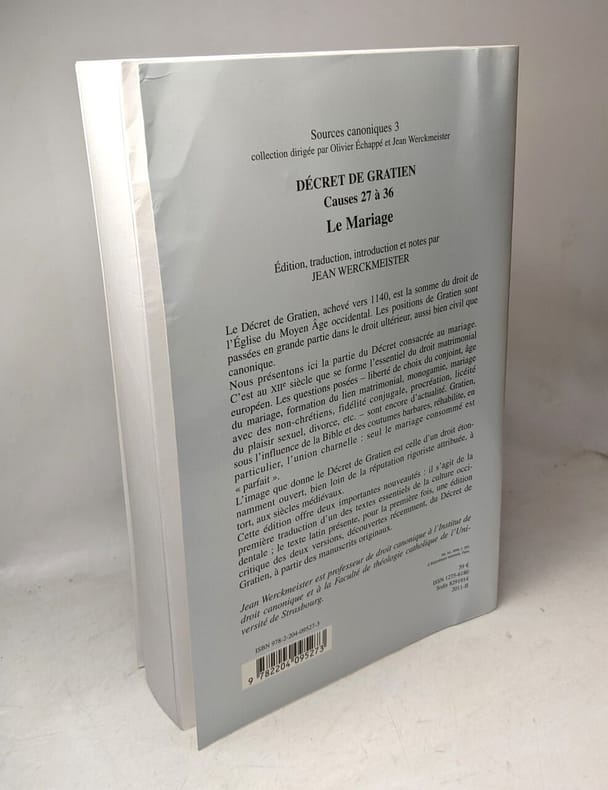 Sources canoniques 3
collection dirigée par Olivier Échappé et Jean Werckmeister
DÉCRET DE GRATIEN
Causes 27 à 36
Le Mariage
Édition, traduction, introduction et notes par
JEAN WERCKMEISTER
Le Décret de Gratien, achevé vers 1140, est la somme du droit de
l'Église du Moyen Âge occidental. Les positions de Gratien sont
passées en grande partie dans le droit ultérieur, aussi bien civil que
canonique.
Nous présentons ici la partie du Décret consacrée au mariage.
C'est au XIIe siècle que se forme l'essentiel du droit matrimonial
européen. Les questions posées – liberté de choix du conjoint, âge
du mariage, formation du lien matrimonial, monogamie, mariage
avec des non-chrétiens, fidélité conjugale, procréation, licéité
du plaisir sexuel, divorce, etc. – sont encore d'actualité. Gratien,
sous l'influence de la Bible et des coutumes barbares, réhabilite, en
particulier, l'union charnelle : seul le mariage consommé est
« parfait ».
L'image que donne le Décret de Gratien est celle d'un droit éton-
namment ouvert, bien loin de la réputation rigoriste attribuée, à
tort, aux siècles médiévaux.
Cette édition offre deux importantes nouveautés : il s'agit de la
première traduction d'un des textes essentiels de la culture occi-
dentale ; le texte latin présente, pour la première fois, une édition
critique des deux versions, découvertes récemment, du Décret de
Gratien, à partir des manuscrits originaux.
Jean Werckmeister est professeur de droit canonique à l'Institut de
droit canonique et à la Faculté de théologie catholique de l'Uni-
versité de Strasbourg.
39 €
ISSN 1275-6180
Sodis 8291914
2011-II
ISBN 978-2-204-09527-3
9 782204 095273